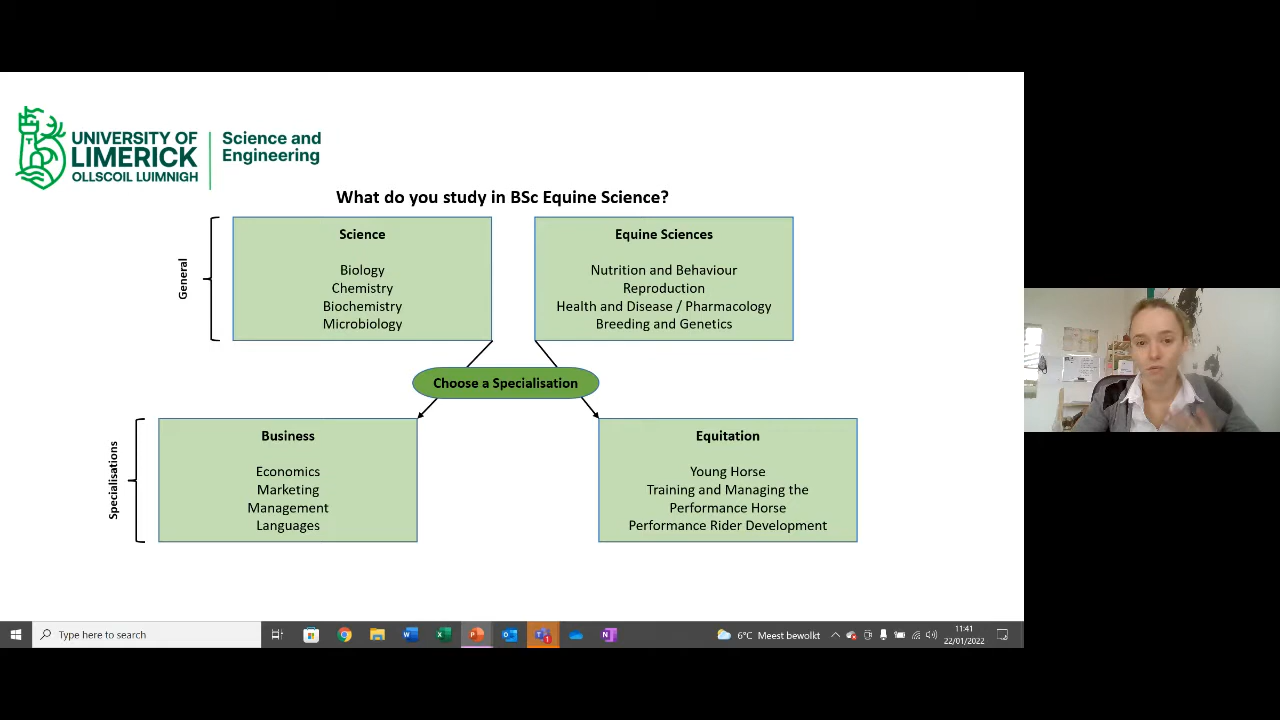 UNIVERSITY OF
LIMERICK
OLLSCOIL LUIMNIGH
Science and
Engineering
What do you study in BSc Equine Science?
General
Science
Biology
Chemistry
Biochemistry
Microbiology
Equine Sciences
Nutrition and Behaviour
Reproduction
Health and Disease / Pharmacology
Breeding and Genetics
Choose a Specialisation
Specialisations
Business
Economics
Marketing
Management
Languages
Equitation
Young Horse
Training and Managing the
Performance Horse
Performance Rider Development
Type here to search
6°C Meest bewolkt
11:41
22/01/2022